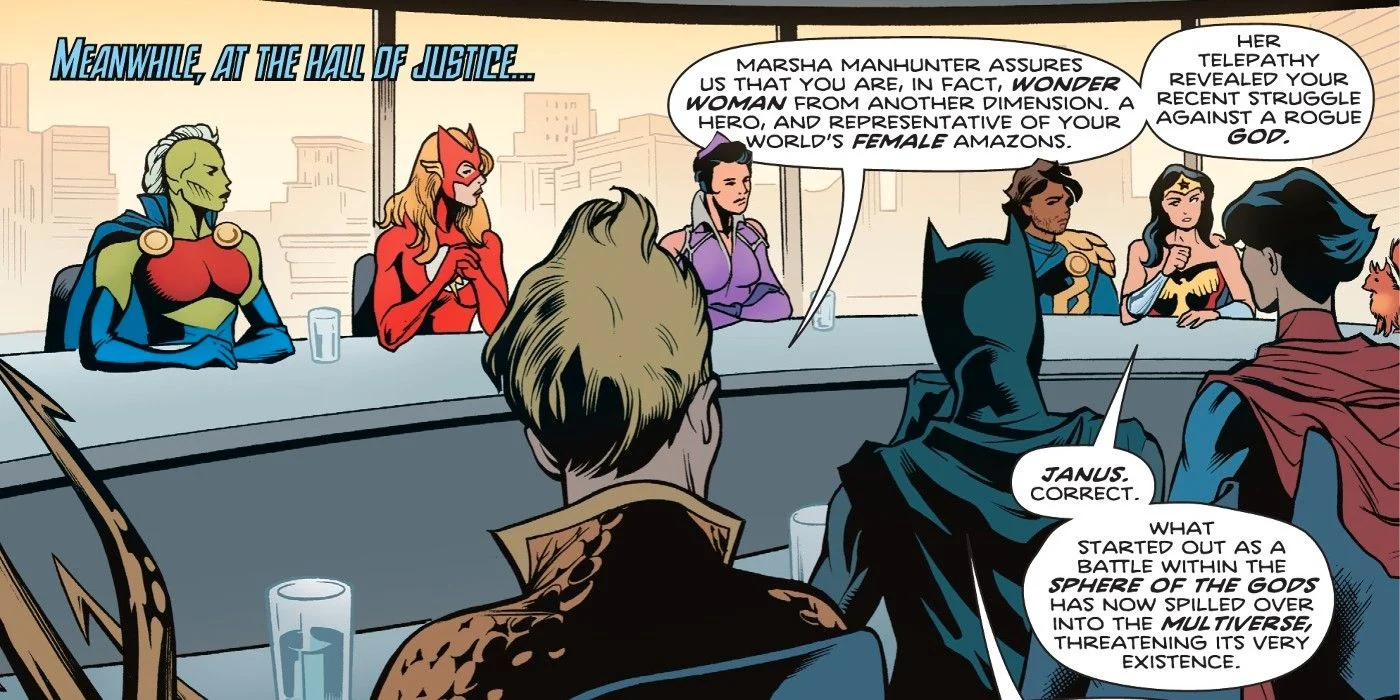 MEANWHILE, AT THE HALL OF JUSTICE...
MARSHA MANHUNTER ASSURES
US THAT YOU ARE, IN FACT, WONDER
WOMAN FROM ANOTHER DIMENSION. A
HERO, AND REPRESENTATIVE OF YOUR
WORLD'S FEMALE AMAZONS.
HER
TELEPATHY
REVEALED YOUR
RECENT STRUGGLE
AGAINST A ROGUE
GOD.
JANUS.
CORRECT.
WHAT
STARTED OUT AS A
BATTLE WITHIN THE
SPHERE OF THE GODS
HAS NOW SPILLED OVER
INTO THE MULTIVERSE,
THREATENING ITS VERY
EXISTENCE.